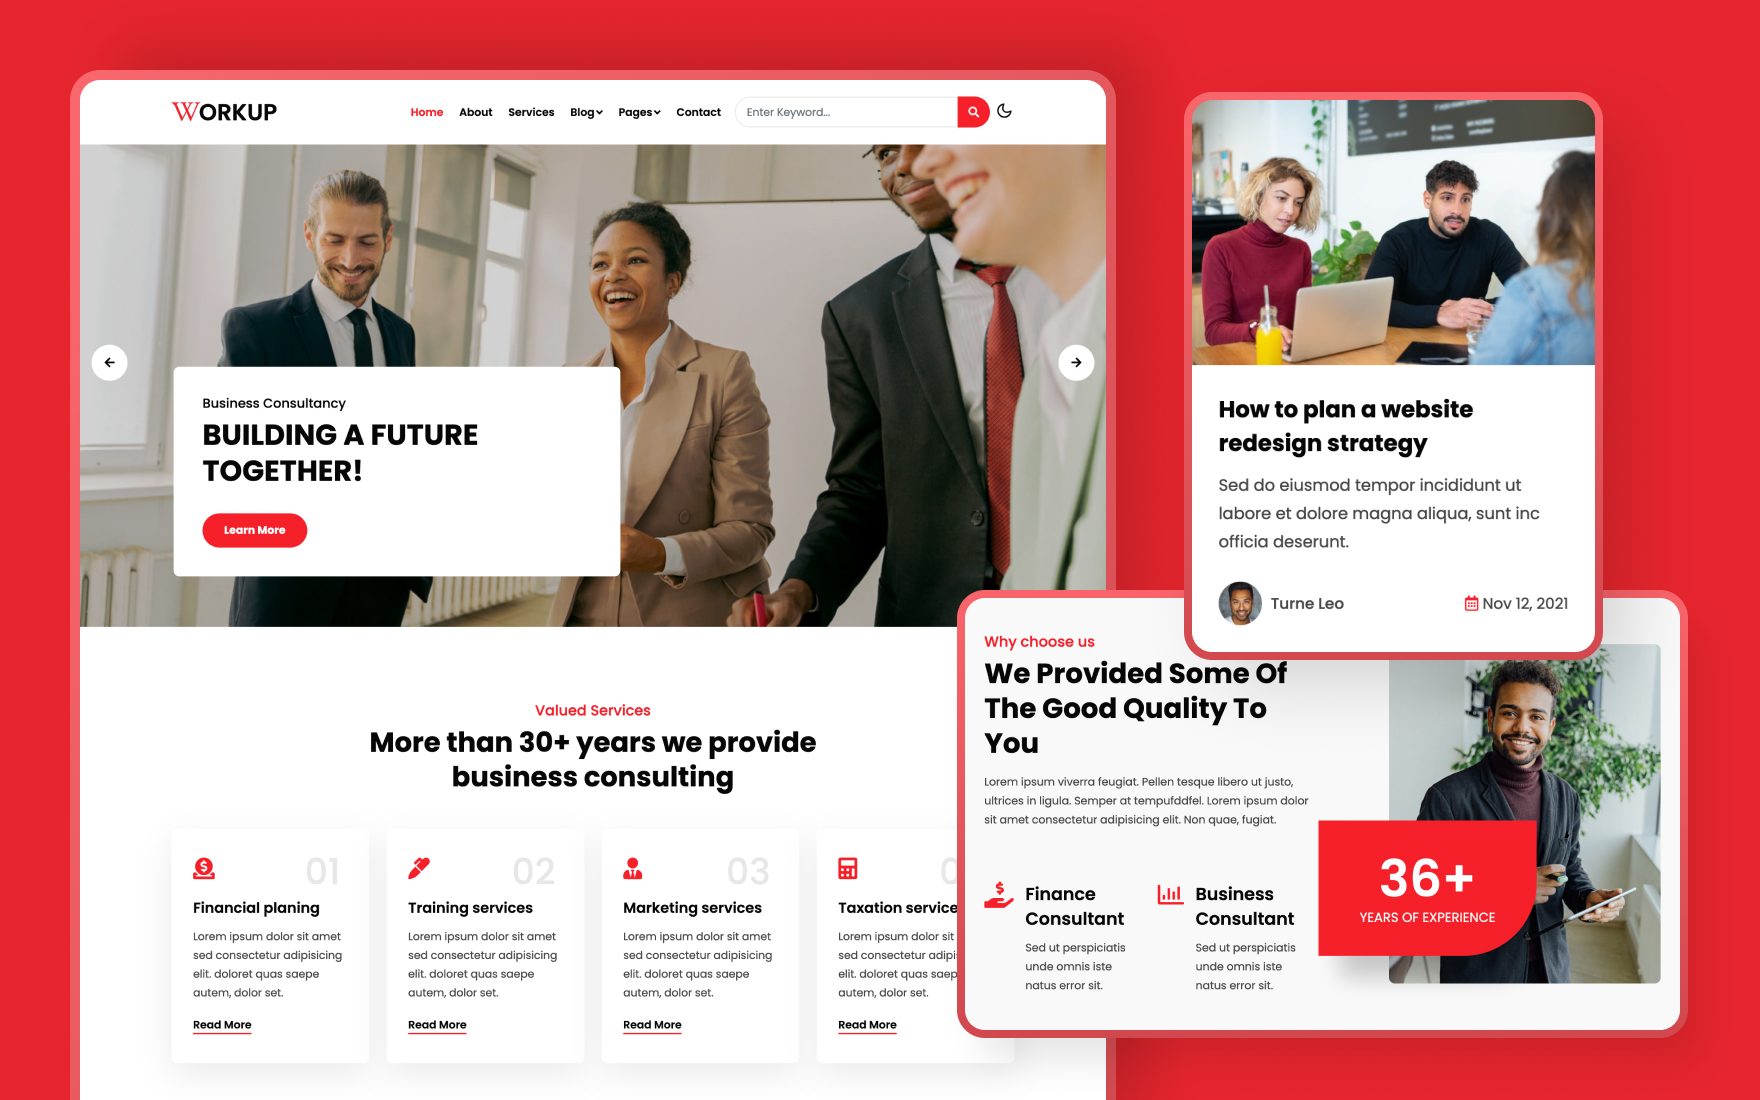 WORKUP
Home About Services Blog Pages Contact Enter Keyword...
Business Consultancy
BUILDING A FUTURE
TOGETHER!
Learn More
Valued Services
More than 30+ years we provide
business consulting
01
Financial planing
Lorem ipsum dolor sit amet
sed consectetur adipisicing
elit. doloret quas saepe
autem, dolor set.
Read More
02
Training services
Lorem ipsum dolor sit amet
sed consectetur adipisicing
elit. doloret quas saepe
autem, dolor set.
Read More
03
Marketing services
Lorem ipsum dolor sit amet
sed consectetur adipisicing
elit. doloret quas saepe
autem, dolor set.
Read More
0
Taxation service
Lorem ipsum dolor sit
sed consectetur adipi
elit. doloret quas saep
autem, dolor set.
Read More
How to plan a website
redesign strategy
Sed do eiusmod tempor incididunt ut
labore et dolore magna aliqua, sunt inc
officia deserunt.
Turne Leo Nov 12, 2021
Why choose us
We Provided Some Of
The Good Quality To
You
Lorem ipsum viverra feugiat. Pellen tesque libero ut justo,
ultrices in ligula. Semper at tempufddfel. Lorem ipsum dolor
sit amet consectetur adipisicing elit. Non quae, fugiat.
Finance
Consultant
Sed ut perspiciatis
unde omnis iste
natus error sit.
Business
Consultant
Sed ut perspiciatis
unde omnis iste
natus error sit.
36+
YEARS OF EXPERIENCE